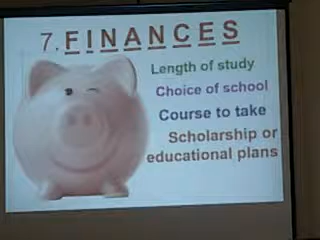 7. FINANCES
Length of study
Choice of school
Course to take
Scholarship or
educational plans